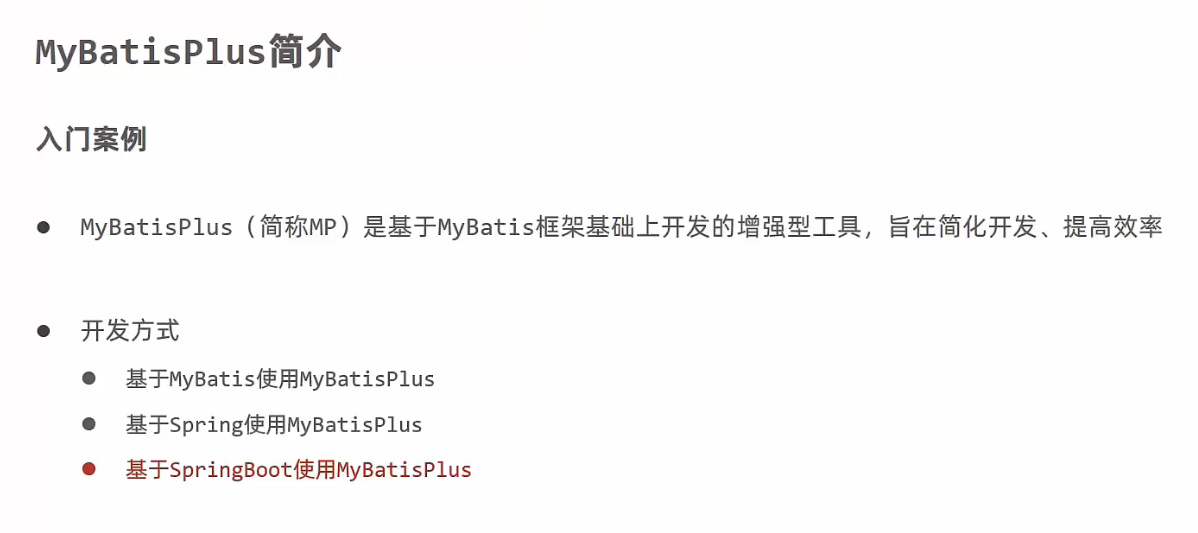 MyBatisPlus简介
入门案例
● MyBatisPlus（简称MP）是基于MyBatis框架基础上开发的增强型工具，旨在简化开发、提高效率
● 开发方式
● 基于MyBatis使用MyBatisPlus
● 基于Spring使用MyBatisPlus
● 基于SpringBoot使用MyBatisPlus